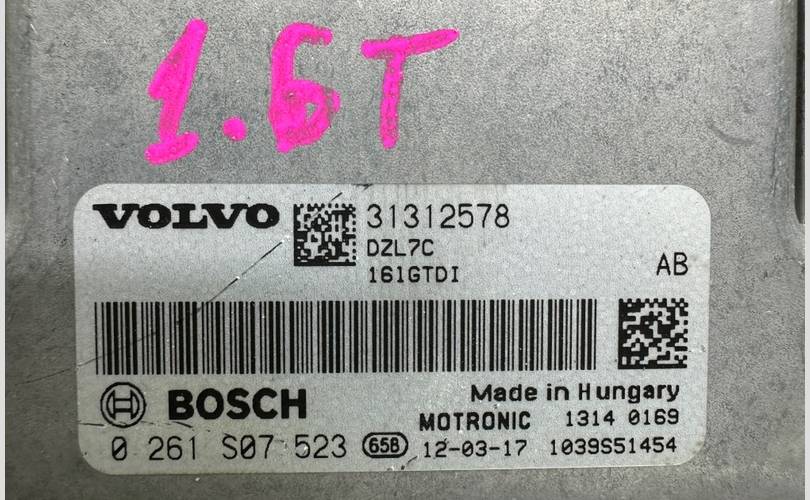 1.6T
VOLVO 31312578
DZL7C
161GTDI
AB
BOSCH
Made in Hungary
MOTRONIC 1314 0169
0 261 S07 523 65B 12-03-17 1039S51454